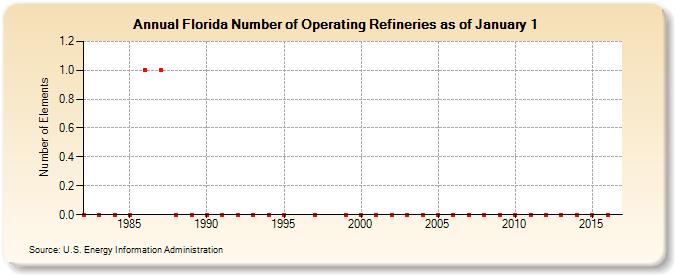 Annual Florida Number of Operating Refineries as of January 1
Number of Elements
1.2
1.0
0.8
0.6
0.4
0.2
0.0
1985 1990 1995 2000 2005 2010 2015
Source: U.S. Energy Information Administration